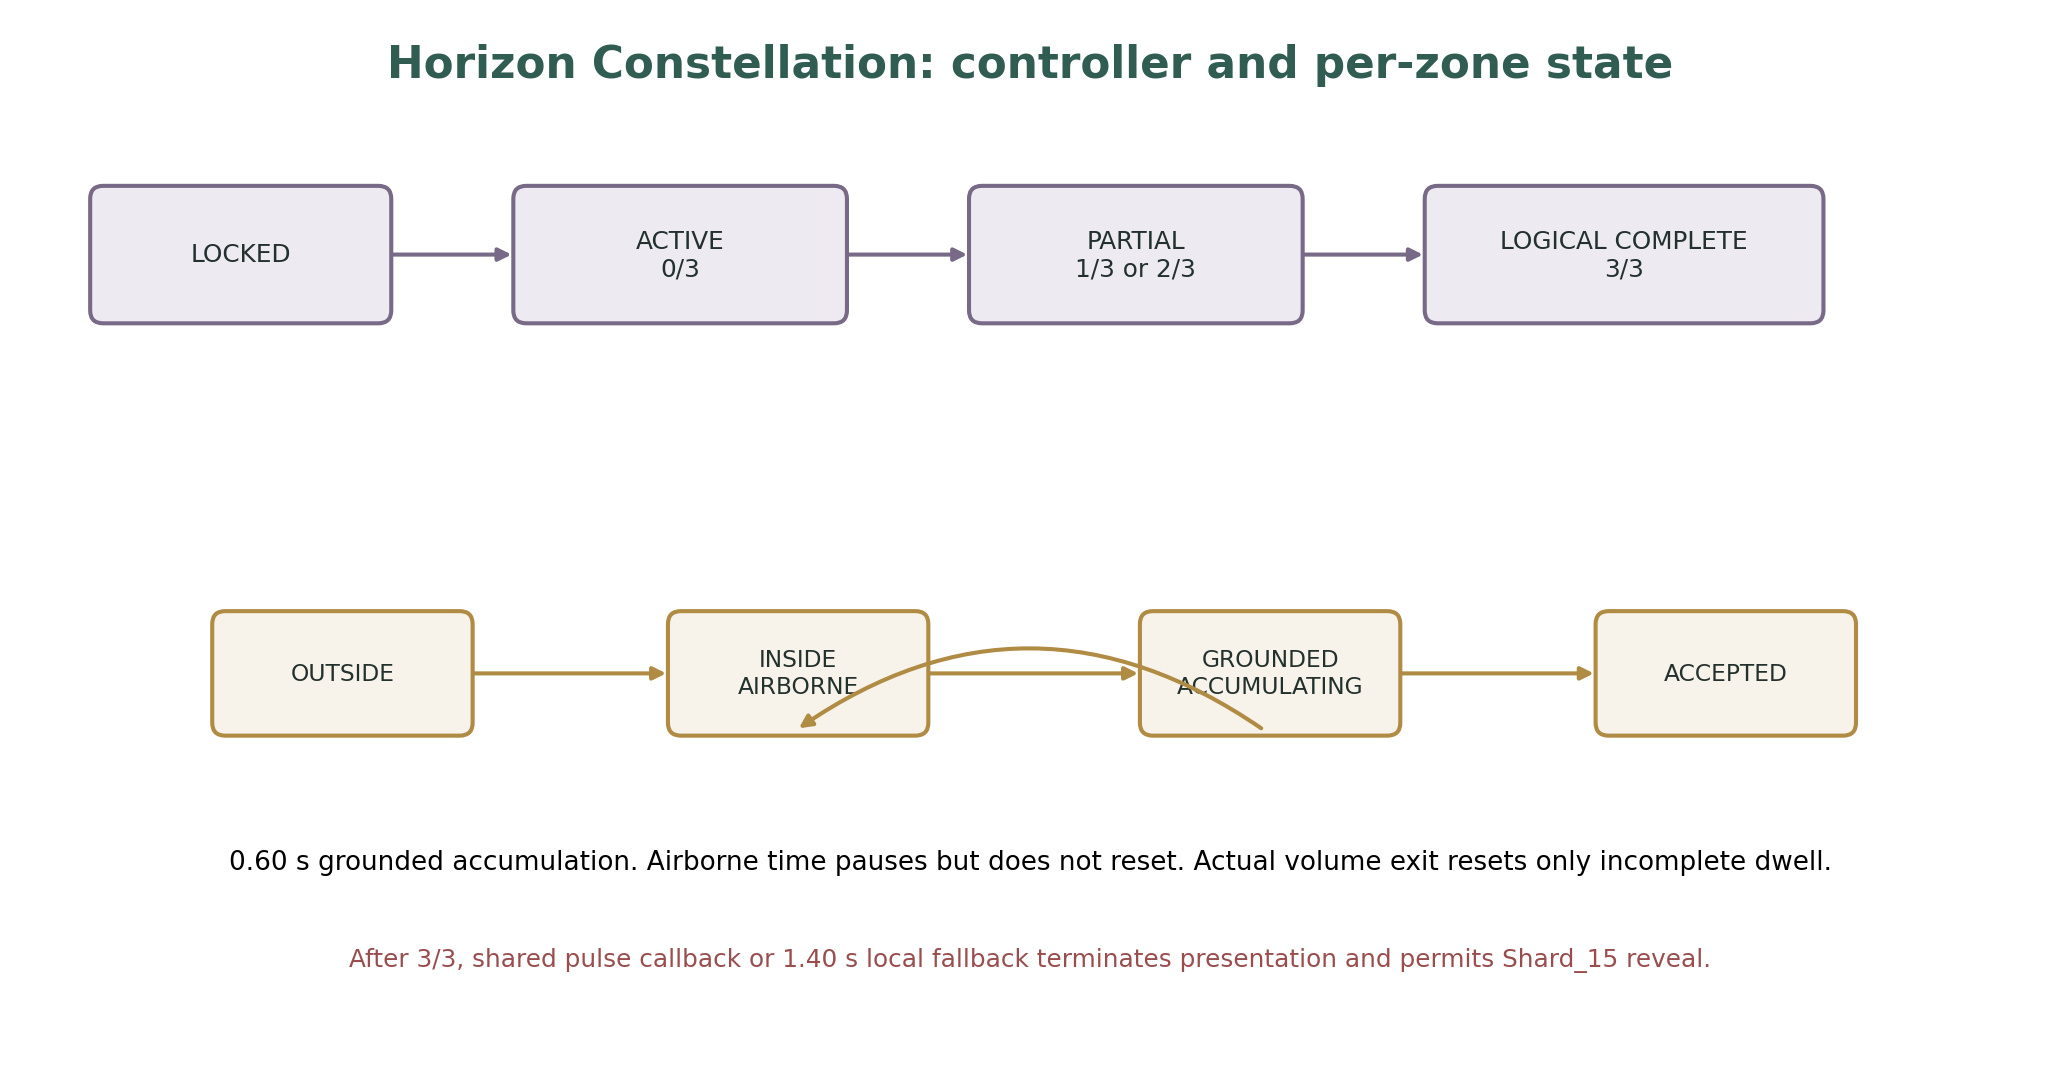 Horizon Constellation: controller and per-zone state
LOCKED
ACTIVE
0/3
PARTIAL
1/3 or 2/3
LOGICAL COMPLETE
3/3
OUTSIDE
INSIDE
AIRBORNE
GROUNDED
ACCUMULATING
ACCEPTED
0.60 s grounded accumulation. Airborne time pauses but does not reset. Actual volume exit resets only incomplete dwell.
After 3/3, shared pulse callback or 1.40 s local fallback terminates presentation and permits Shard_15 reveal.